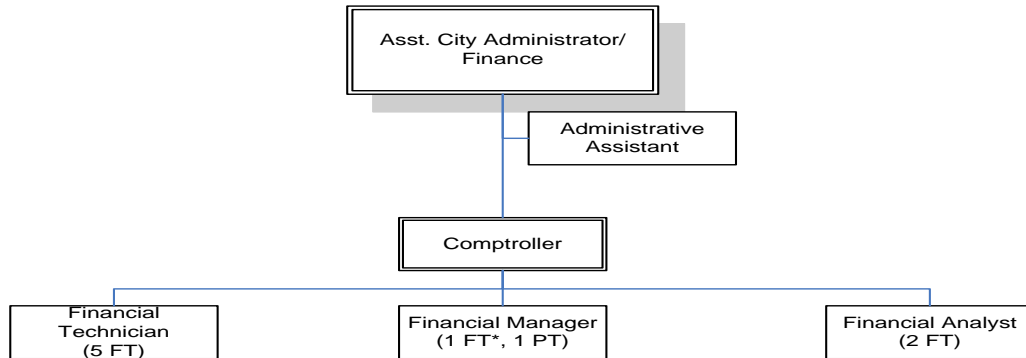 Asst. City Administrator/
Finance
Administrative
Assistant
Comptroller
Financial
Technician
(5 FT)
Financial Manager
(1 FT*, 1 PT)
Financial Analyst
(2 FT)